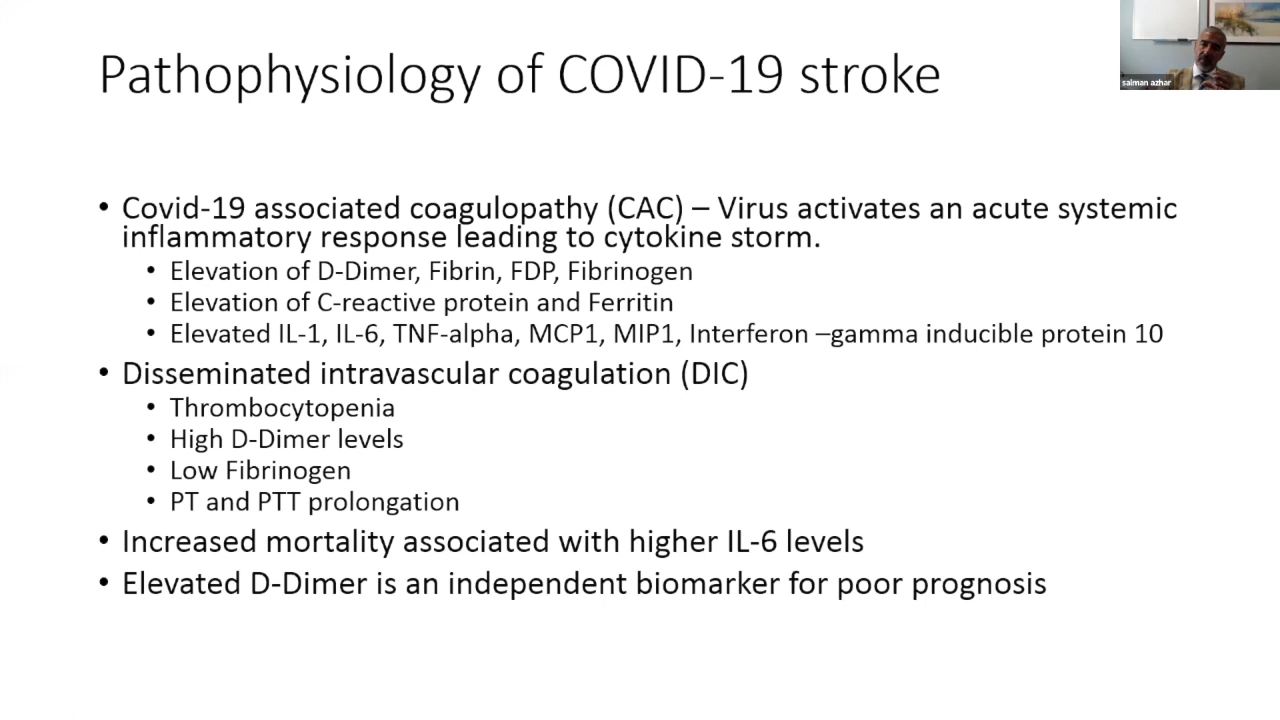 Pathophysiology of COVID-19 stroke
salman azhar
• Covid-19 associated coagulopathy (CAC) – Virus activates an acute systemic
inflammatory response leading to cytokine storm.
• Elevation of D-Dimer, Fibrin, FDP, Fibrinogen
• Elevation of C-reactive protein and Ferritin
• Elevated IL-1, IL-6, TNF-alpha, MCP1, MIP1, Interferon –gamma inducible protein 10
• Disseminated intravascular coagulation (DIC)
• Thrombocytopenia
• High D-Dimer levels
• Low Fibrinogen
• PT and PTT prolongation
• Increased mortality associated with higher IL-6 levels
• Elevated D-Dimer is an independent biomarker for poor prognosis